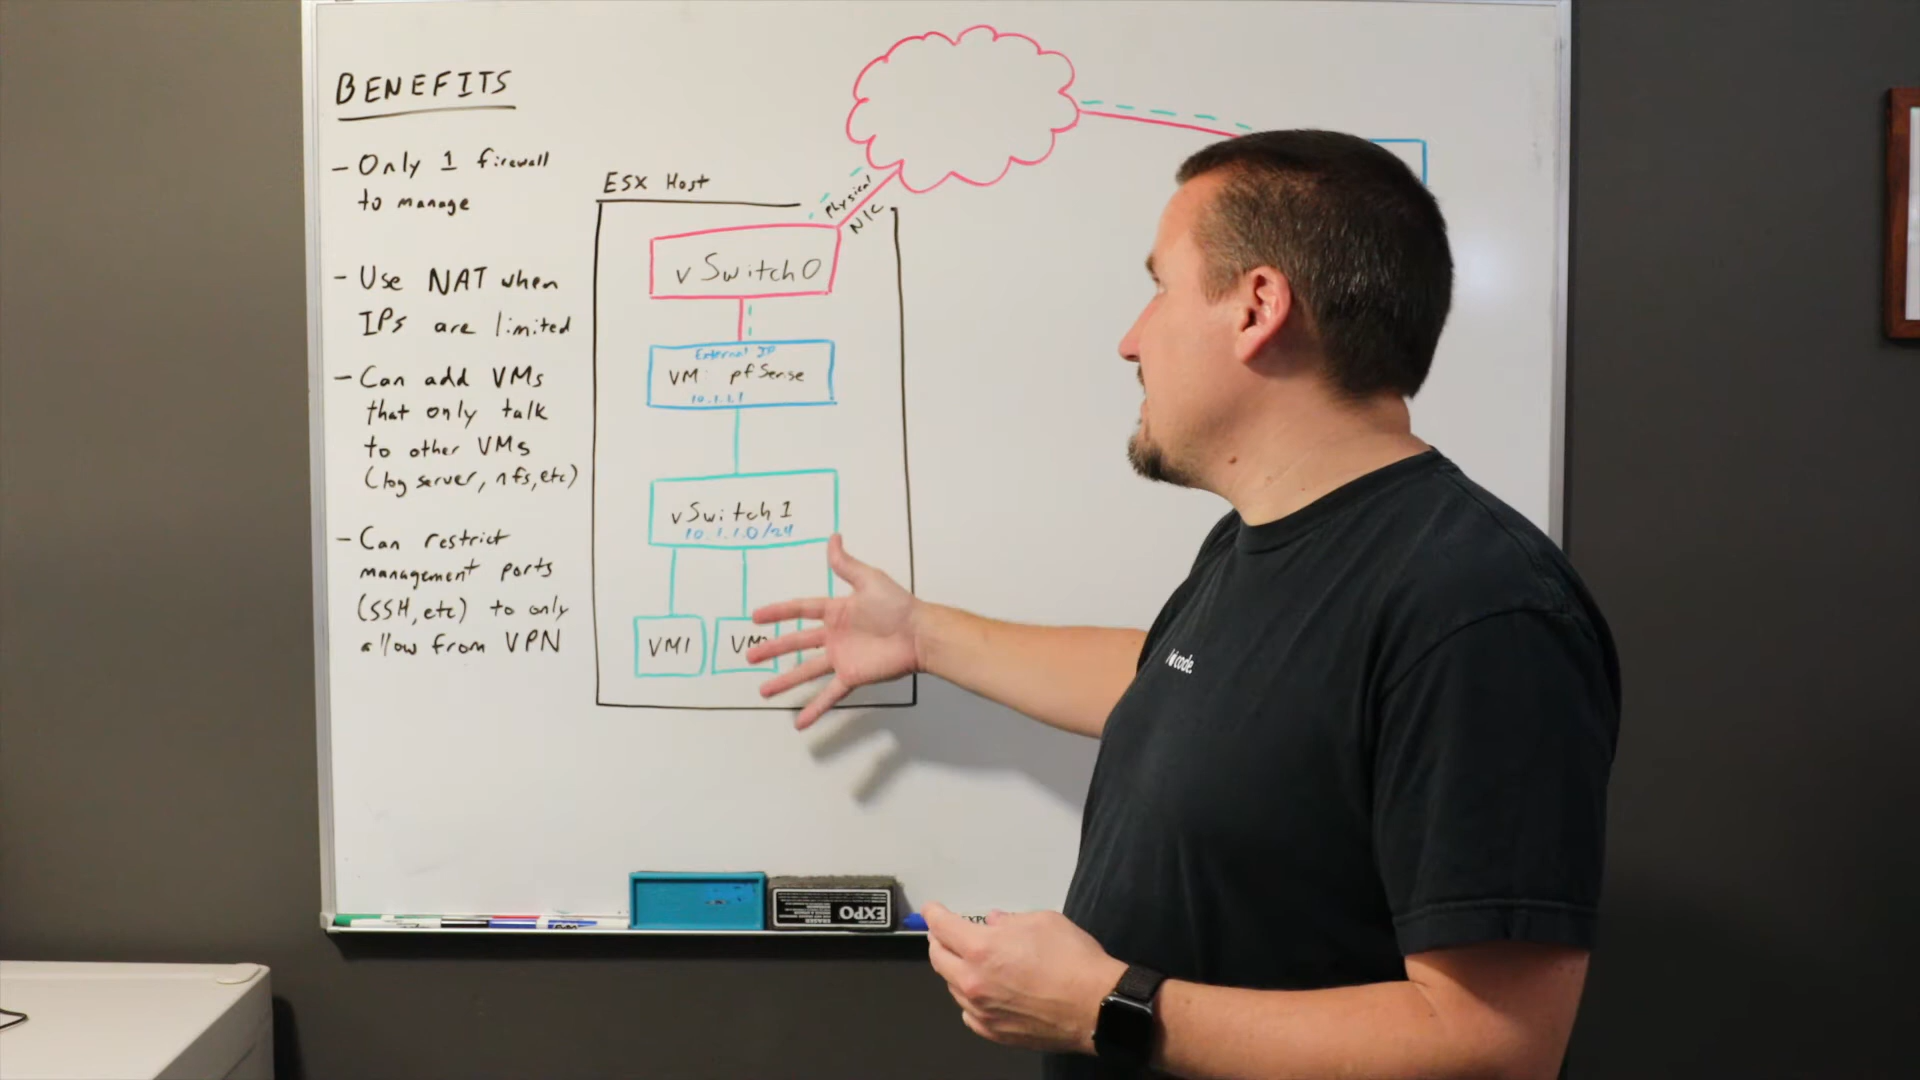 BENEFITS
- Only 1 firewall
to manage
- Use NAT when
IPs are limited
- Can add VMs
that only talk
to other VMs
(log server, nfs, etc)
- Can restrict
management ports
(SSH, etc) to only
allow from VPN
ESX Host
Physical
NIC
vSwitch0
External IP
VM: pfSense
10.1.1.1
vSwitch1
10.1.1.0/24
VM1
VM2
code.
EXPO
EXPO